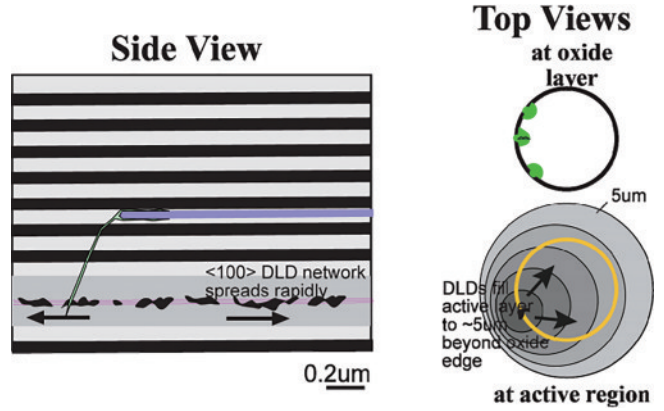 Side View
<100> DLD network
spreads rapidly
0.2um
Top Views
at oxide
layer
5um
DLDs fill
active layer
to ~5um
beyond oxide
edge
at active region